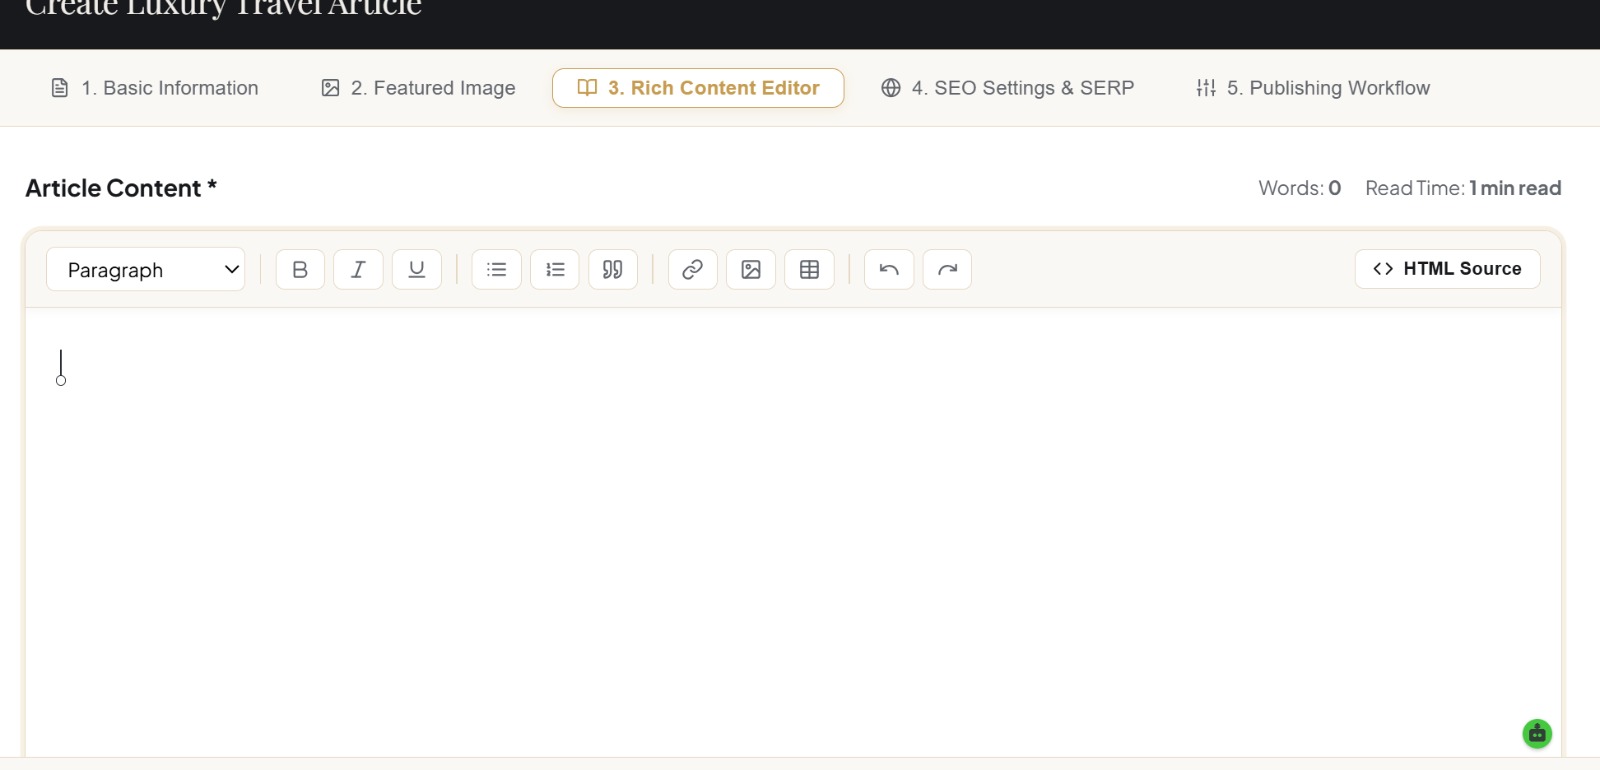 Create Luxury Travel Article
1. Basic Information 2. Featured Image 3. Rich Content Editor 4. SEO Settings & SERP 5. Publishing Workflow
Article Content * Words: 0 Read Time: 1 min read
Paragraph B I U HTML Source